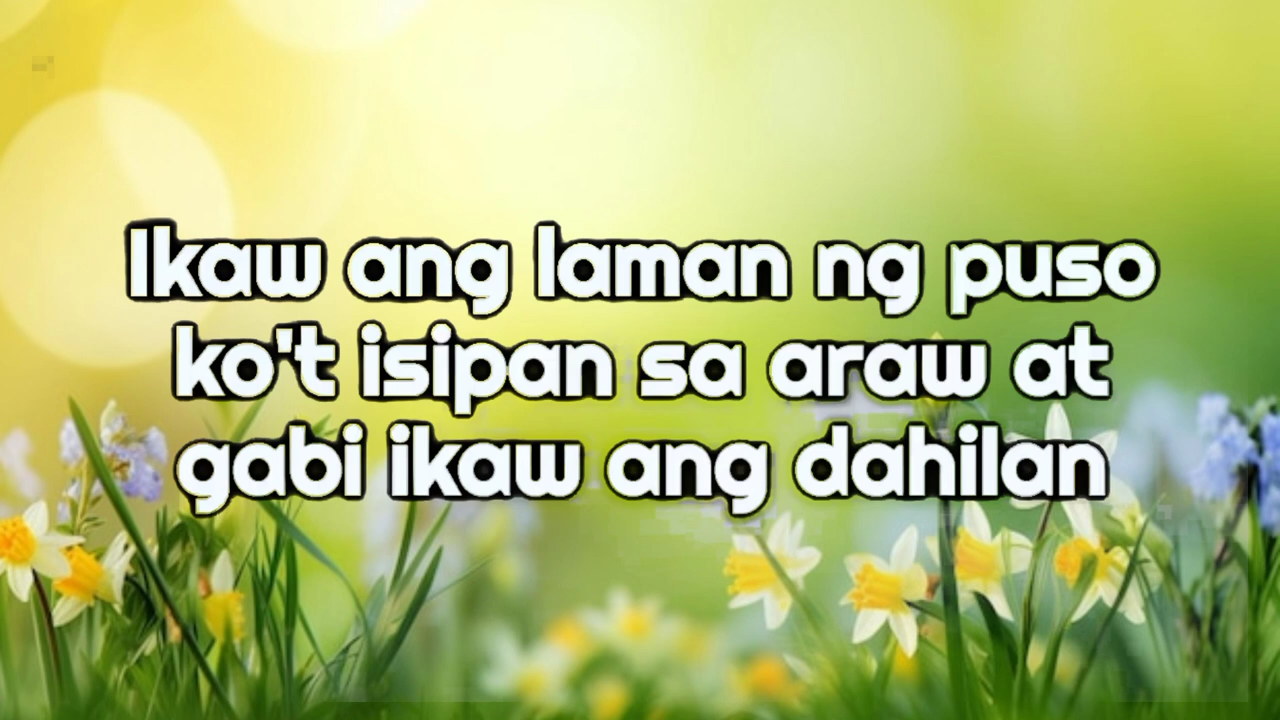 Ikaw ang laman ng puso
ko't isipan sa araw at
gabi ikaw ang dahilan